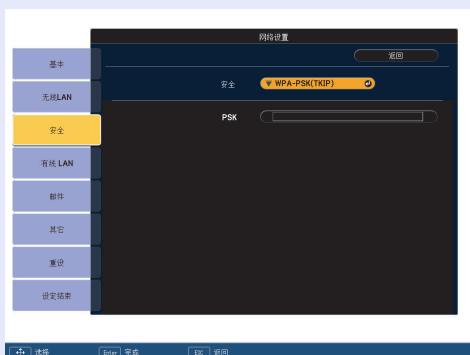 网络设置
返回
基本
无线LAN
安全
有线 LAN
邮件
其它
重设
设定结束
安全
WPA-PSK(TKIP)
PSK
选择
Enter 完成
ESC 返回